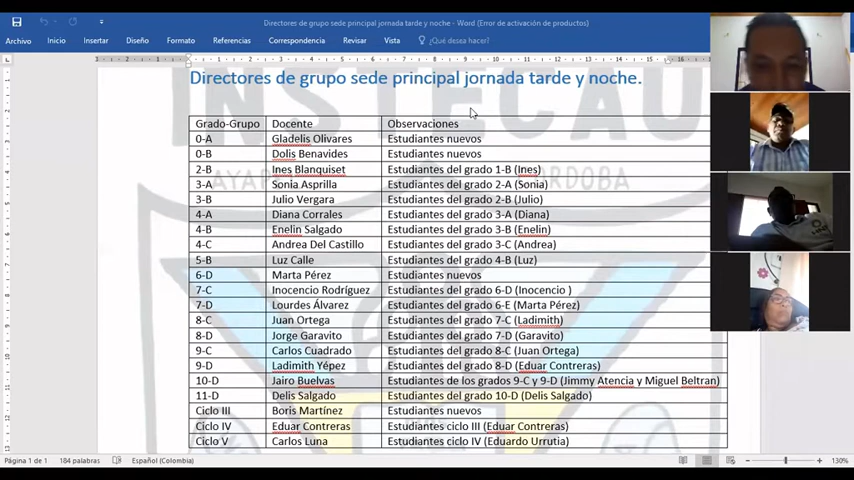 Directores de grupo sede principal jornada tarde y noche - Word (Error de activación de productos)
Archivo Inicio Insertar Diseño Formato Referencias Correspondencia Revisar Vista ¿Qué desea hacer?
Directores de grupo sede principal jornada tarde y noche.
Grado-Grupo Docente Observaciones
0-A Gladelis Olivares Estudiantes nuevos
0-B Dolis Benavides Estudiantes nuevos
2-B Ines Blanquiset Estudiantes del grado 1-B (Ines)
3-A Sonia Asprilla Estudiantes del grado 2-A (Sonia)
3-B Julio Vergara Estudiantes del grado 2-B (Julio)
4-A Diana Corrales Estudiantes del grado 3-A (Diana)
4-B Enelin Salgado Estudiantes del grado 3-B (Enelin)
4-C Andrea Del Castillo Estudiantes del grado 3-C (Andrea)
5-B Luz Calle Estudiantes del grado 4-B (Luz)
6-D Marta Pérez Estudiantes nuevos
7-C Inocencio Rodríguez Estudiantes del grado 6-D (Inocencio )
7-D Lourdes Álvarez Estudiantes del grado 6-E (Marta Pérez)
8-C Juan Ortega Estudiantes del grado 7-C (Ladimith)
8-D Jorge Garavito Estudiantes del grado 7-D (Garavito)
9-C Carlos Cuadrado Estudiantes del grado 8-C (Juan Ortega)
9-D Ladimith Yépez Estudiantes del grado 8-D (Eduar Contreras)
10-D Jairo Buelvas Estudiantes de los grados 9-C y 9-D (Jimmy Atencia y Miguel Beltran)
11-D Delis Salgado Estudiantes del grado 10-D (Delis Salgado)
Ciclo III Boris Martínez Estudiantes nuevos
Ciclo IV Eduar Contreras Estudiantes ciclo III (Eduar Contreras)
Ciclo V Carlos Luna Estudiantes ciclo IV (Eduardo Urrutia)
Página 1 de 1 184 palabras Español (Colombia) 130%